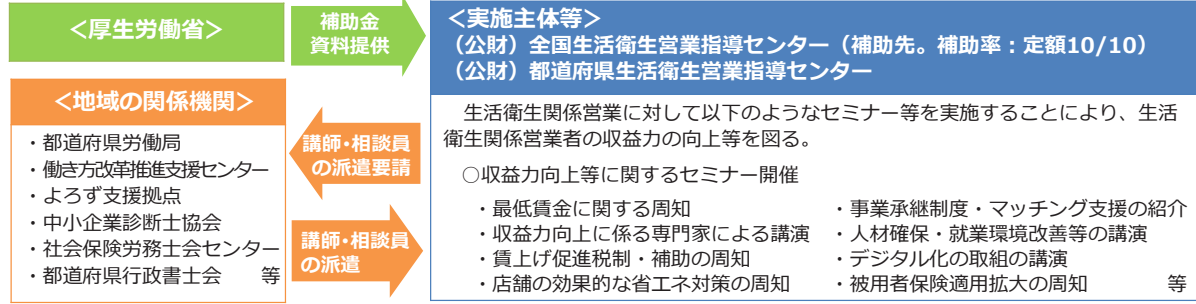 ＜厚生労働省＞
補助金
資料提供
＜実施主体等＞
（公財）全国生活衛生営業指導センター（補助先。補助率：定額10/10）
（公財）都道府県生活衛生営業指導センター
＜地域の関係機関＞
・都道府県労働局
・働き方改革推進支援センター
・よろず支援拠点
・中小企業診断士協会
・社会保険労務士会センター
・都道府県行政書士会　等
講師・相談員
の派遣要請
講師・相談員
の派遣
生活衛生関係営業に対して以下のようなセミナー等を実施することにより、生活
衛生関係営業者の収益力の向上等を図る。
○収益力向上等に関するセミナー開催
・最低賃金に関する周知
・収益力向上に係る専門家による講演
・賃上げ促進税制・補助の周知
・店舗の効果的な省エネ対策の周知
・事業承継制度・マッチング支援の紹介
・人材確保・就業環境改善等の講演
・デジタル化の取組の講演
・被用者保険適用拡大の周知　等